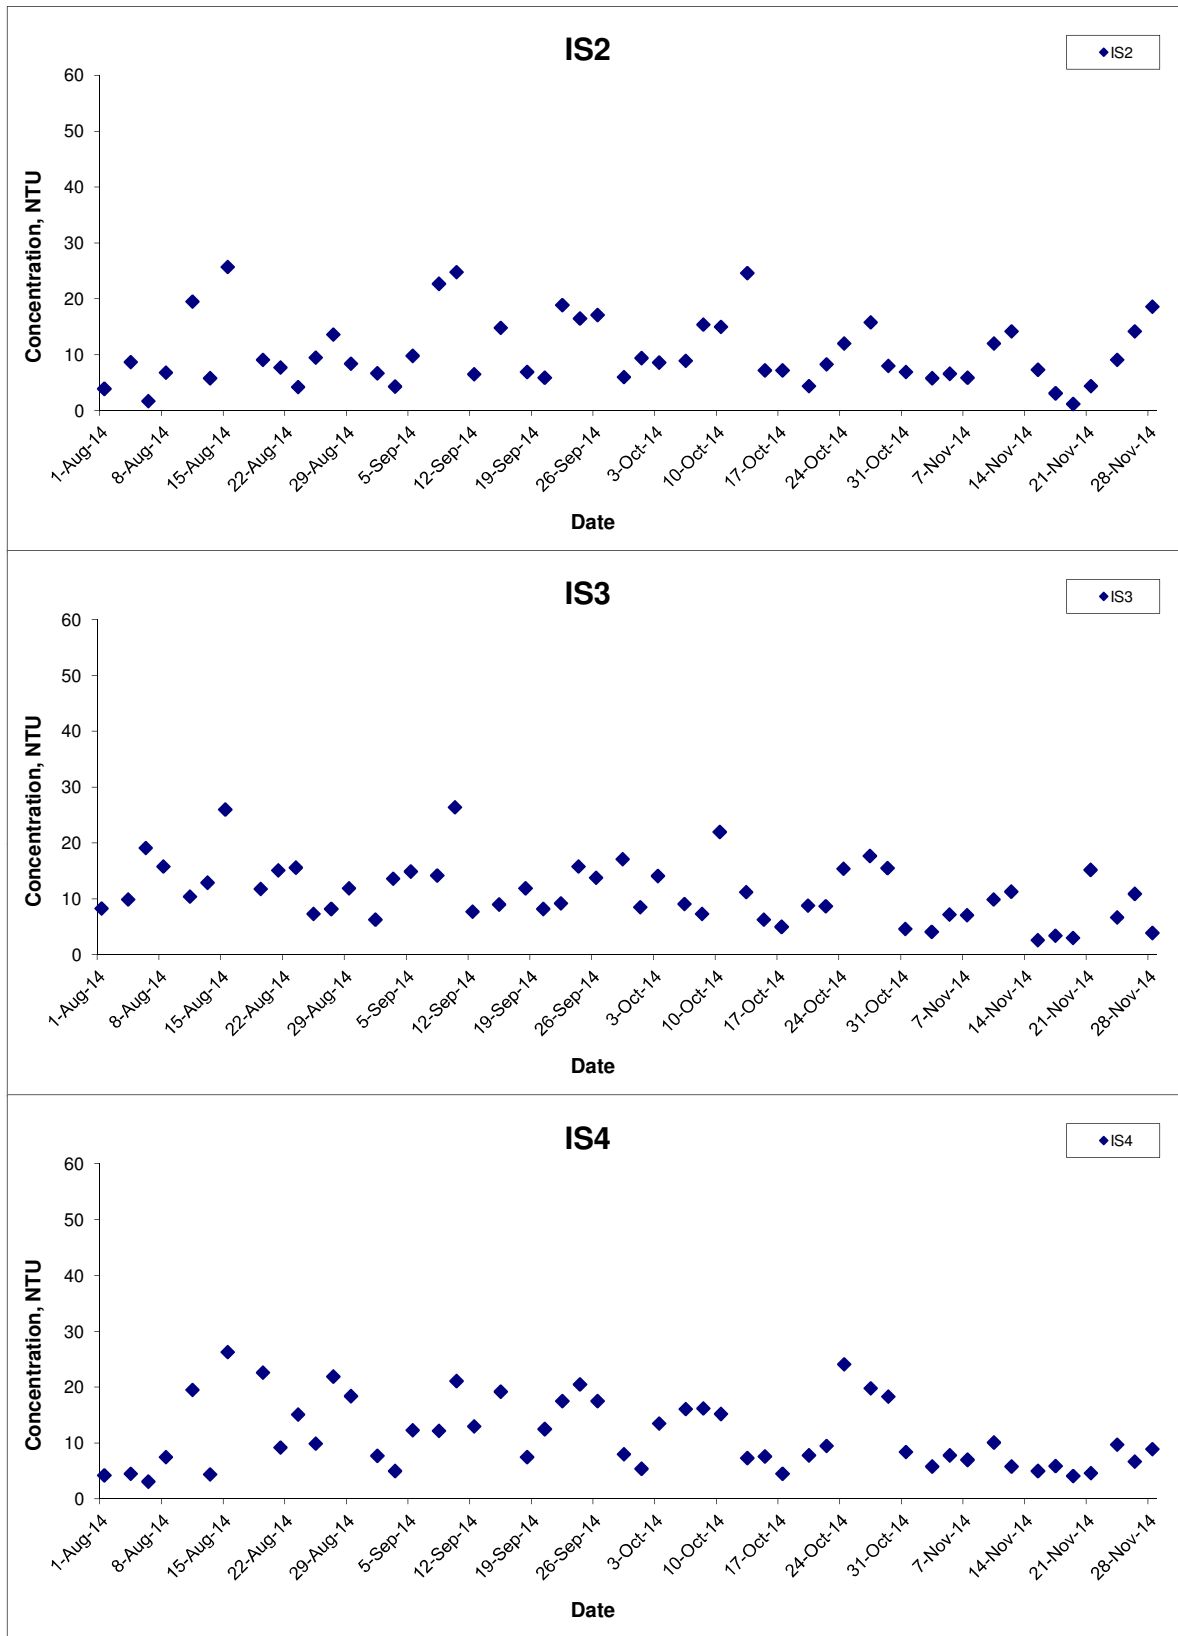 IS2
IS2
Concentration, NTU
60
50
40
30
20
10
0
1-Aug-14
8-Aug-14
15-Aug-14
22-Aug-14
29-Aug-14
5-Sep-14
12-Sep-14
19-Sep-14
26-Sep-14
3-Oct-14
10-Oct-14
17-Oct-14
24-Oct-14
31-Oct-14
7-Nov-14
14-Nov-14
21-Nov-14
28-Nov-14
Date
IS3
IS3
Concentration, NTU
60
50
40
30
20
10
0
1-Aug-14
8-Aug-14
15-Aug-14
22-Aug-14
29-Aug-14
5-Sep-14
12-Sep-14
19-Sep-14
26-Sep-14
3-Oct-14
10-Oct-14
17-Oct-14
24-Oct-14
31-Oct-14
7-Nov-14
14-Nov-14
21-Nov-14
28-Nov-14
Date
IS4
IS4
Concentration, NTU
60
50
40
30
20
10
0
1-Aug-14
8-Aug-14
15-Aug-14
22-Aug-14
29-Aug-14
5-Sep-14
12-Sep-14
19-Sep-14
26-Sep-14
3-Oct-14
10-Oct-14
17-Oct-14
24-Oct-14
31-Oct-14
7-Nov-14
14-Nov-14
21-Nov-14
28-Nov-14
Date